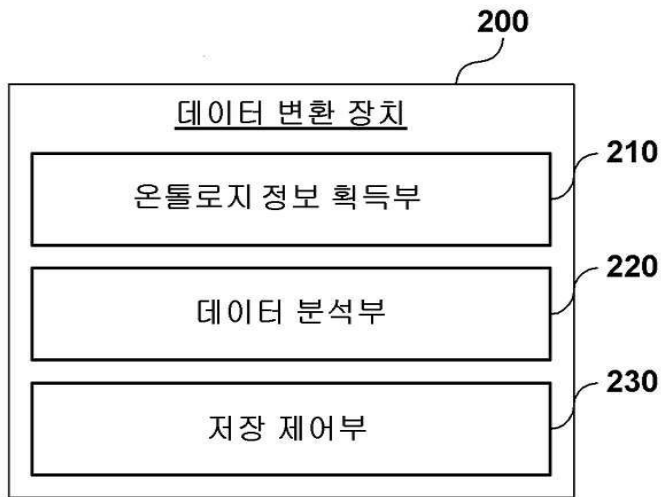 200
데이터 변환 장치
210
온톨로지 정보 획득부
220
데이터 분석부
230
저장 제어부